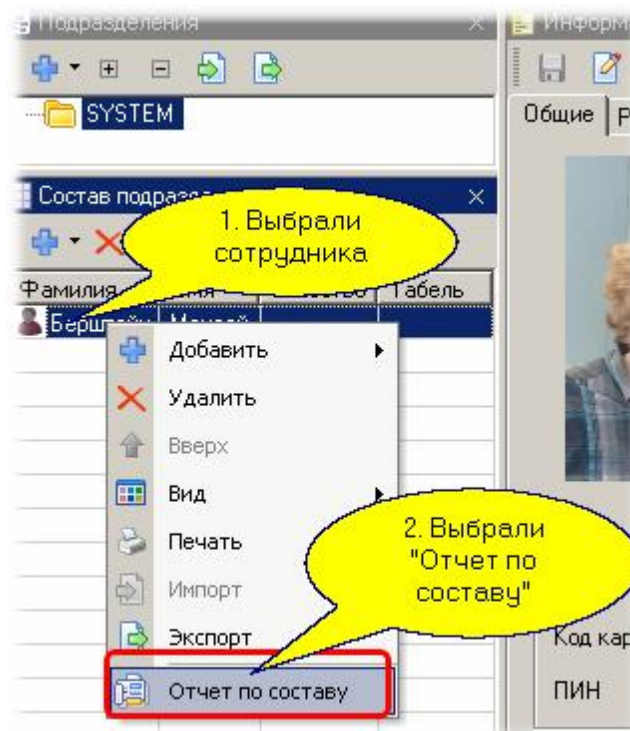 Подразделения
Информ
SYSTEM
Общие Р
Состав
1. Выбрали
сотрудника
Фамилия Табель
Добавить
Удалить
Вверх
Вид
2. Выбрали
"Отчет по
составу"
Печать
Импорт
Экспорт
Код кар
Отчет по составу
ПИН